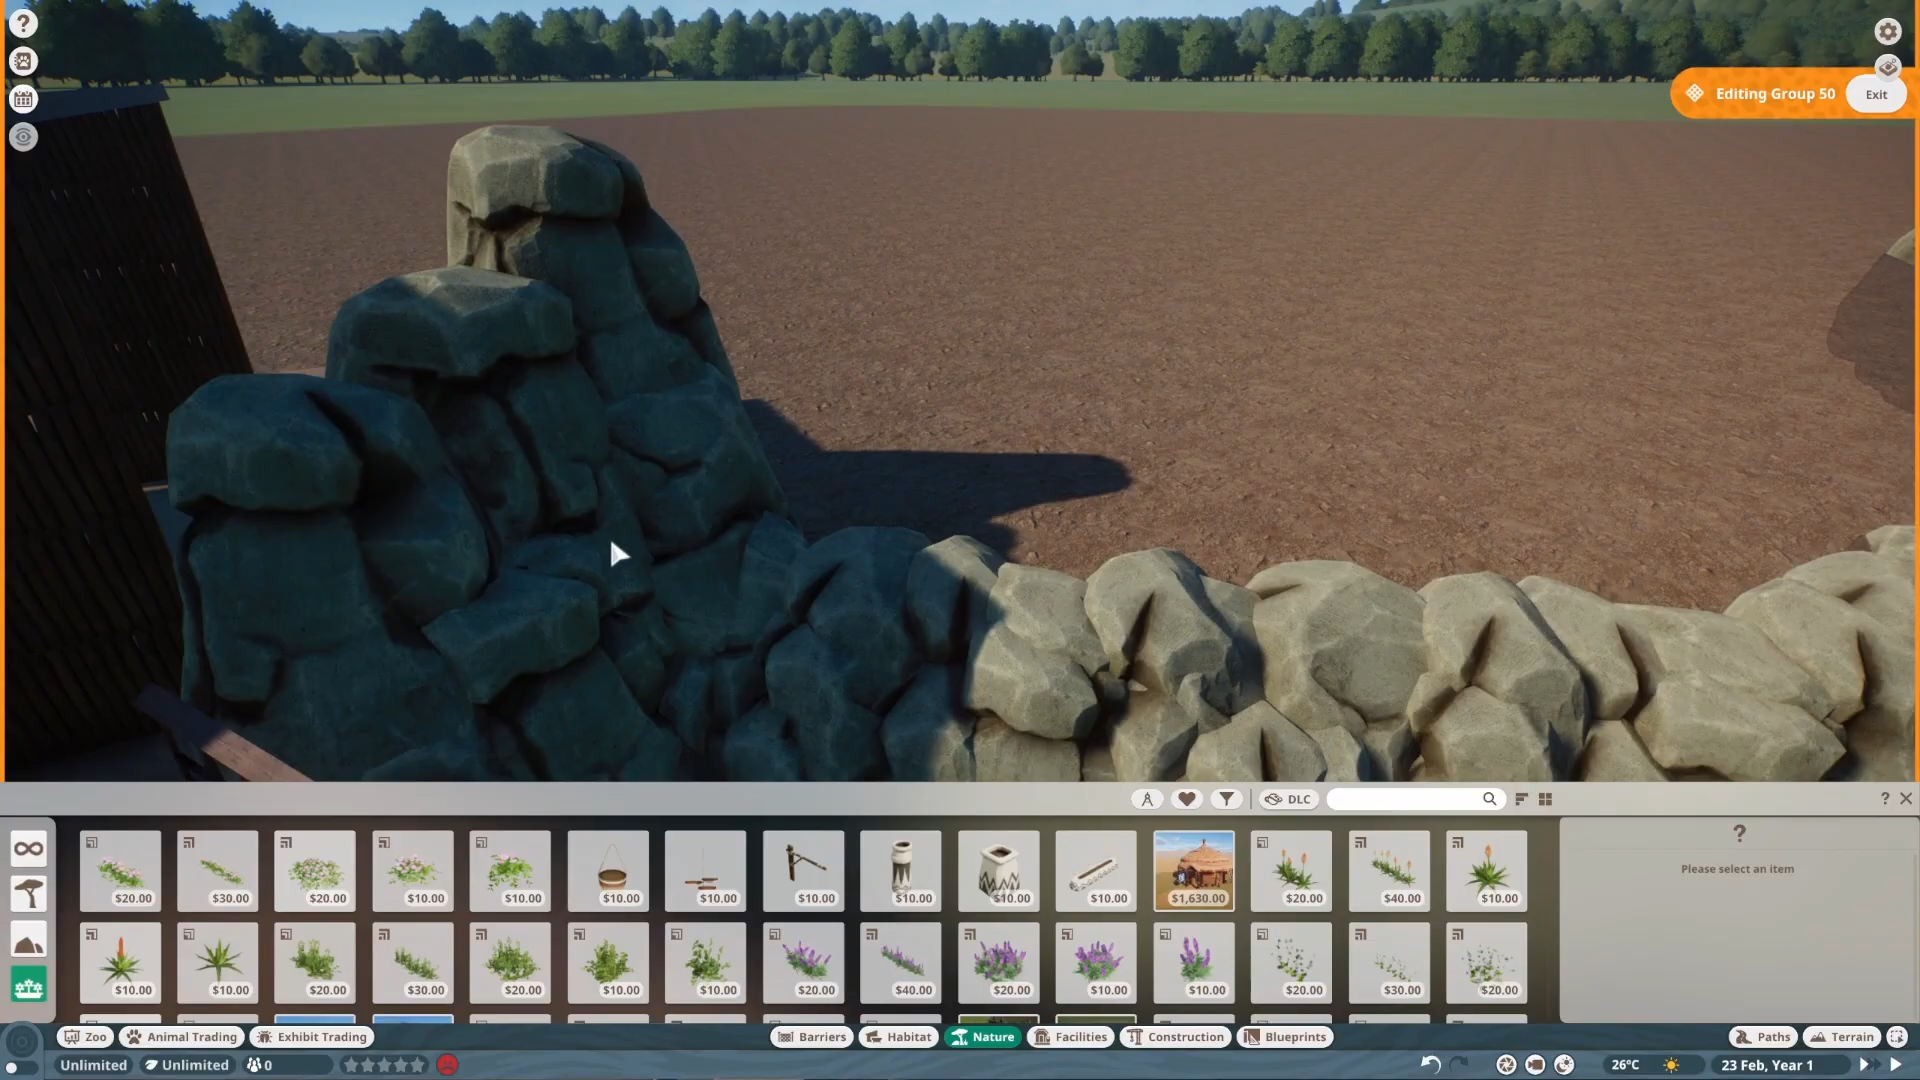 Editing Group 50
Exit
DLC
?
$20.00
$30.00
$20.00
$10.00
$10.00
$10.00
$10.00
$10.00
$10.00
$10.00
$10.00
$1,630.00
$20.00
$40.00
$10.00
Please select an item
$10.00
$10.00
$20.00
$30.00
$20.00
$10.00
$10.00
$20.00
$40.00
$20.00
$10.00
$10.00
$20.00
$30.00
$20.00
Zoo
Animal Trading
Exhibit Trading
Barriers
Habitat
Nature
Facilities
Construction
Blueprints
Paths
Terrain
Unlimited
Unlimited
0
26°C
23 Feb, Year 1